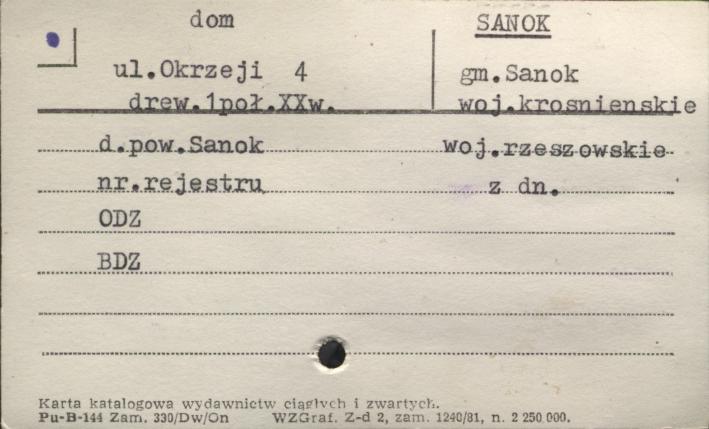 dom SANOK
ul.Okrzeji 4 gm.Sanok
drew.1poł.XXw. woj.krosnienskie
d.pow.Sanok woj.rzeszowskie
nr.rejestru z dn.
ODZ
BDZ
Karta katalogowa wydawnictw ciągłych i zwartych.
Pu-B-144 Zam. 330/Dw/On WZGraf. Z-d 2, zam. 1240/81, n. 2 250 000.